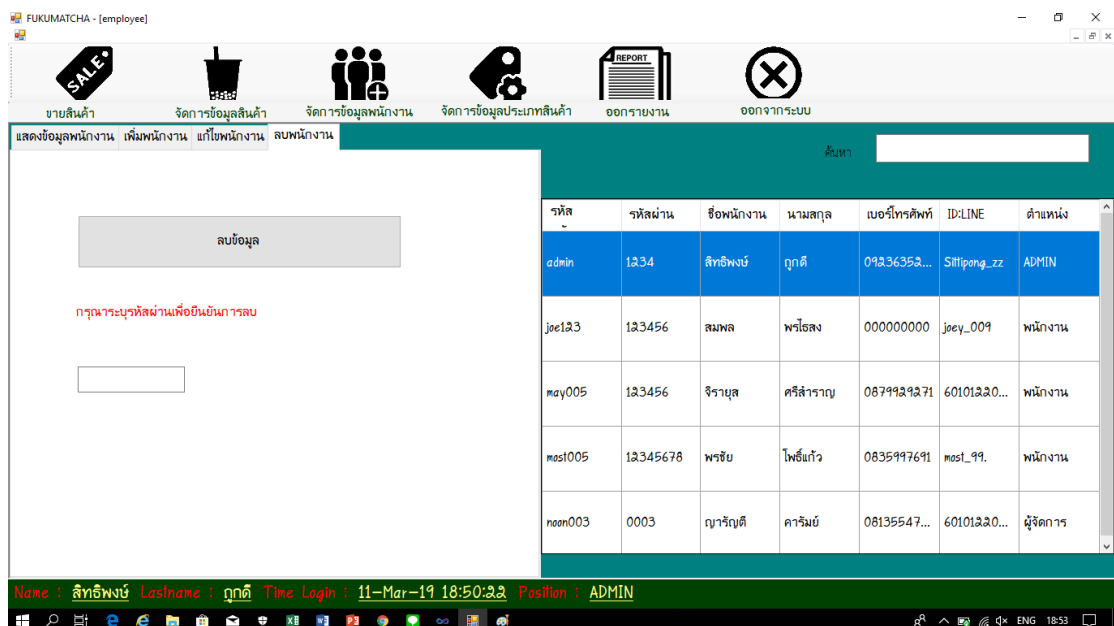 FUKUMATCHA - [employee]
SALE
REPORT
ขายสินค้า จัดการข้อมูลสินค้า จัดการข้อมูลพนักงาน จัดการข้อมูลประเภทสินค้า ออกรายงาน ออกจากระบบ
แสดงข้อมูลพนักงาน เพิ่มพนักงาน แก้ไขพนักงาน ลบพนักงาน
ค้นหา
ลบข้อมูล
กรุณาระบุรหัสผ่านเพื่อยืนยันการลบ
รหัส รหัสผ่าน ชื่อพนักงาน นามสกุล เบอร์โทรศัพท์ ID:LINE ตำแหน่ง
admin 1234 สิทธิพงษ์ ถูกดี 09236352... Sittipong_zz ADMIN
joe123 123456 สมพล พรไธสง 000000000 joey_009 พนักงาน
may005 123456 จิรายุส ศรีสำราญ 0879929271 60101220... พนักงาน
most005 12345678 พรชัย โพธิ์แก้ว 0835997691 most_99. พนักงาน
noon003 0003 ญารัญตี คารัมย์ 08135547... 60101220... ผู้จัดการ
Name : สิทธิพงษ์ Lastname : ถูกดี Time Login : 11-Mar-19 18:50:22 Position : ADMIN
ENG 18:53